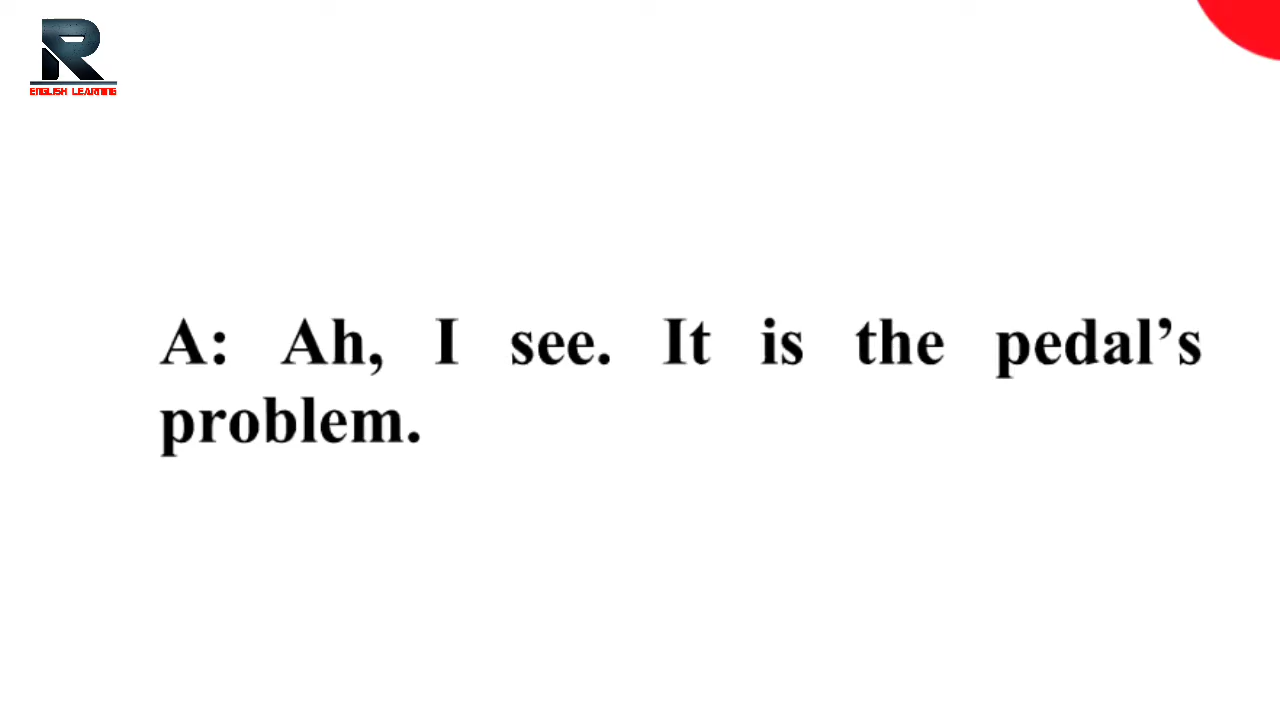 R
ENGLISH LEARNING
A: Ah, I see. It is the pedal’s
problem.